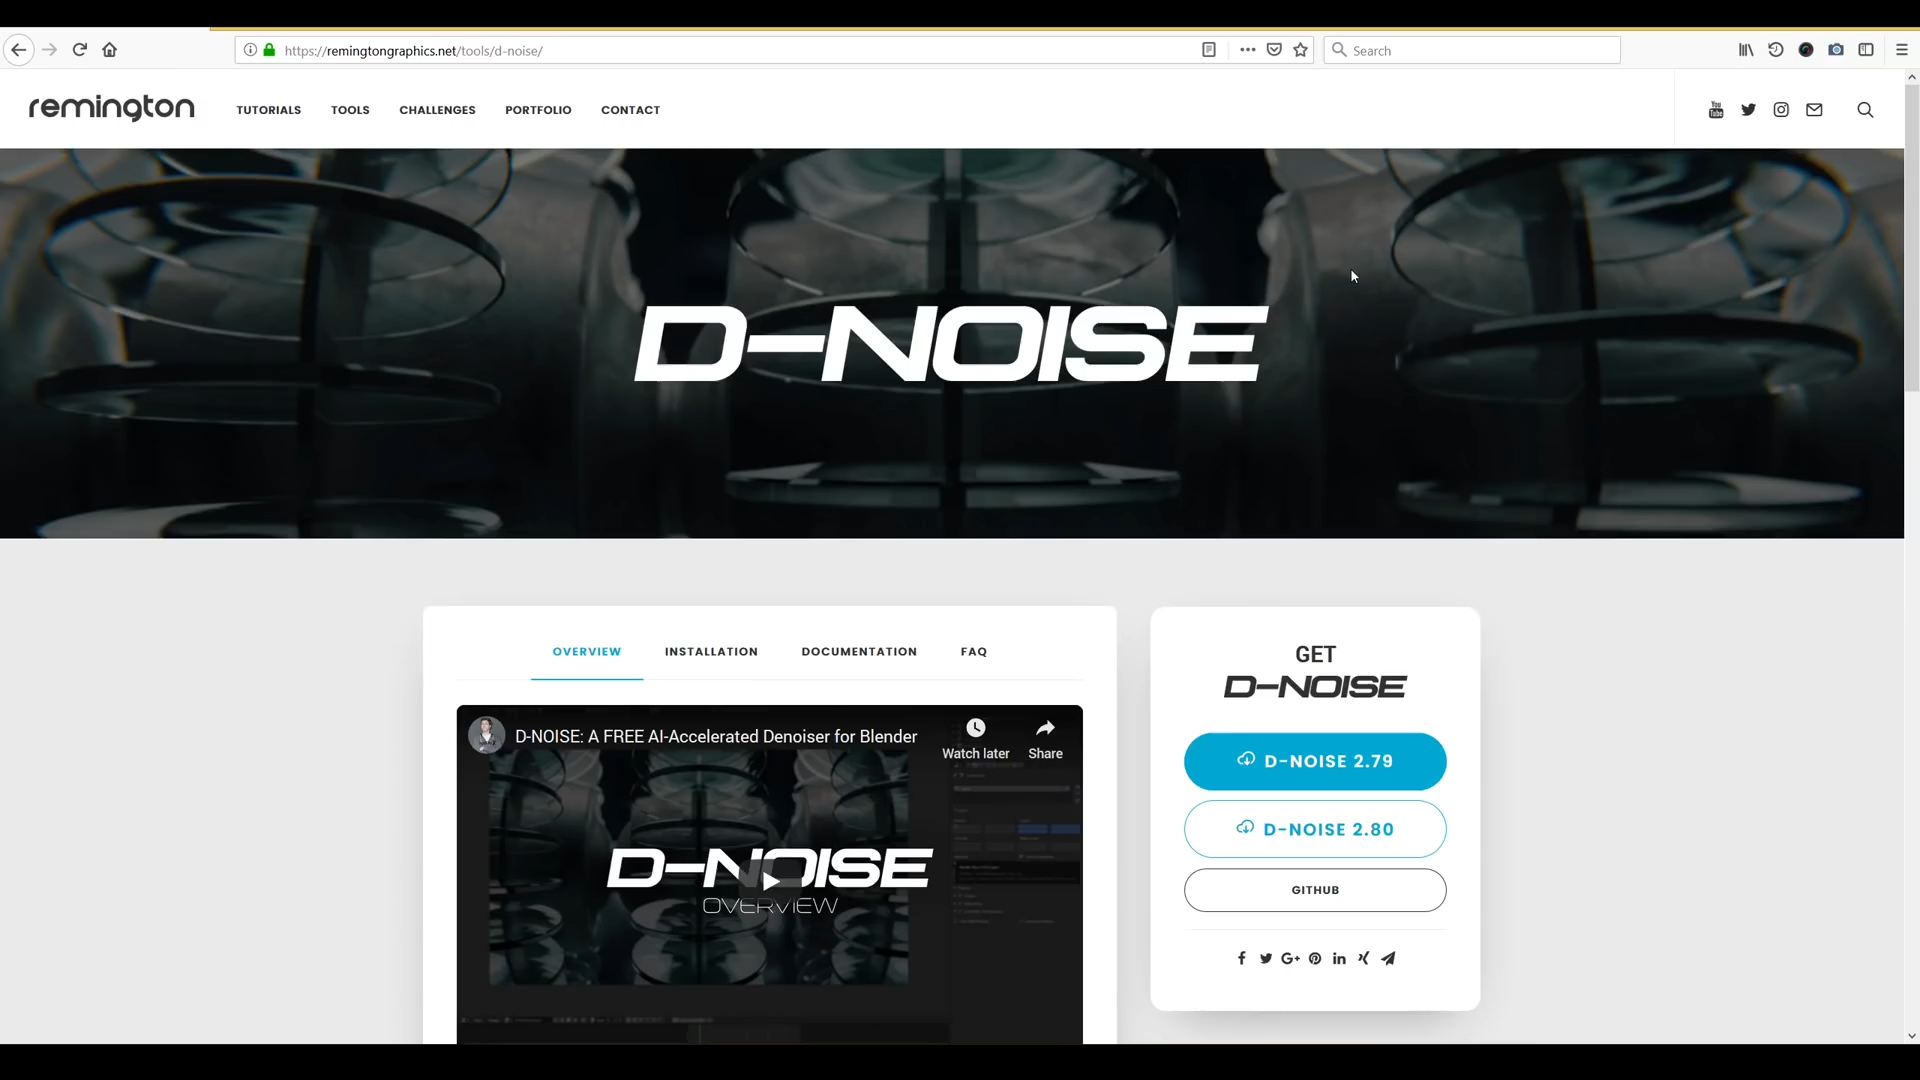 https://remingtongraphics.net/tools/d-noise/
Search
remington
TUTORIALS
TOOLS
CHALLENGES
PORTFOLIO
CONTACT
You
Tube
D-NOISE
OVERVIEW
INSTALLATION
DOCUMENTATION
FAQ
D-NOISE: A FREE AI-Accelerated Denoiser for Blender
Watch later
Share
D-NOISE
OVERVIEW
GET
D-NOISE
D-NOISE 2.79
D-NOISE 2.80
GITHUB